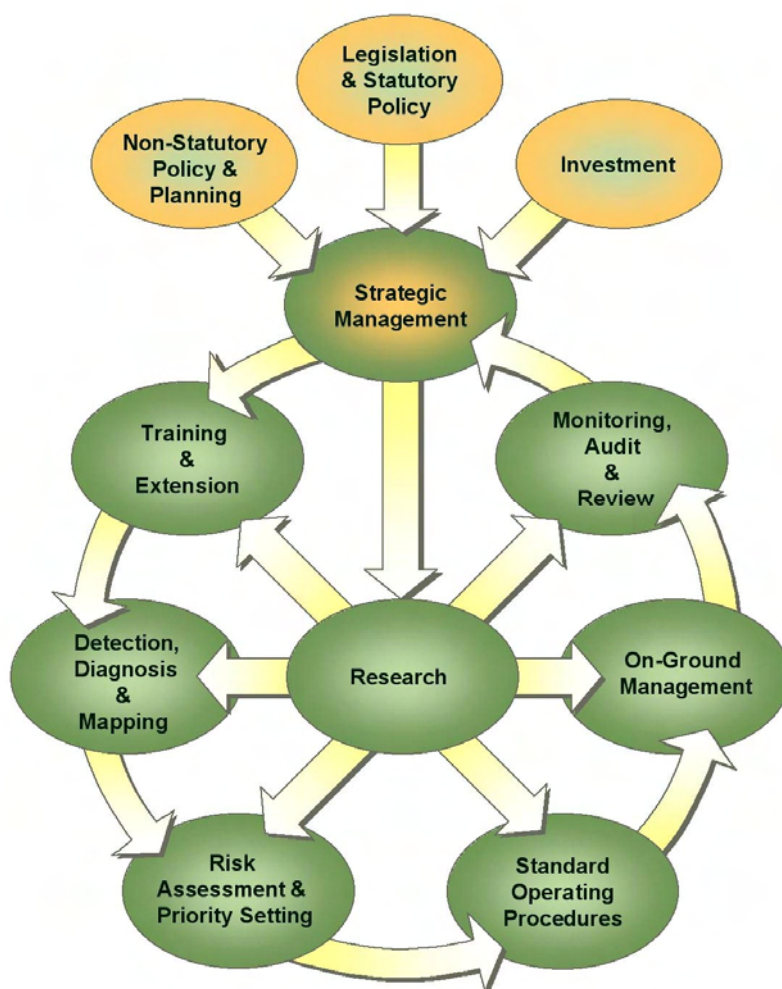 Legislation
& Statutory
Policy
Non-Statutory
Policy &
Planning
Investment
Strategic
Management
Training
&
Extension
Monitoring,
Audit
&
Review
Detection,
Diagnosis
&
Mapping
Research
On-Ground
Management
Risk
Assessment &
Priority Setting
Standard
Operating
Procedures